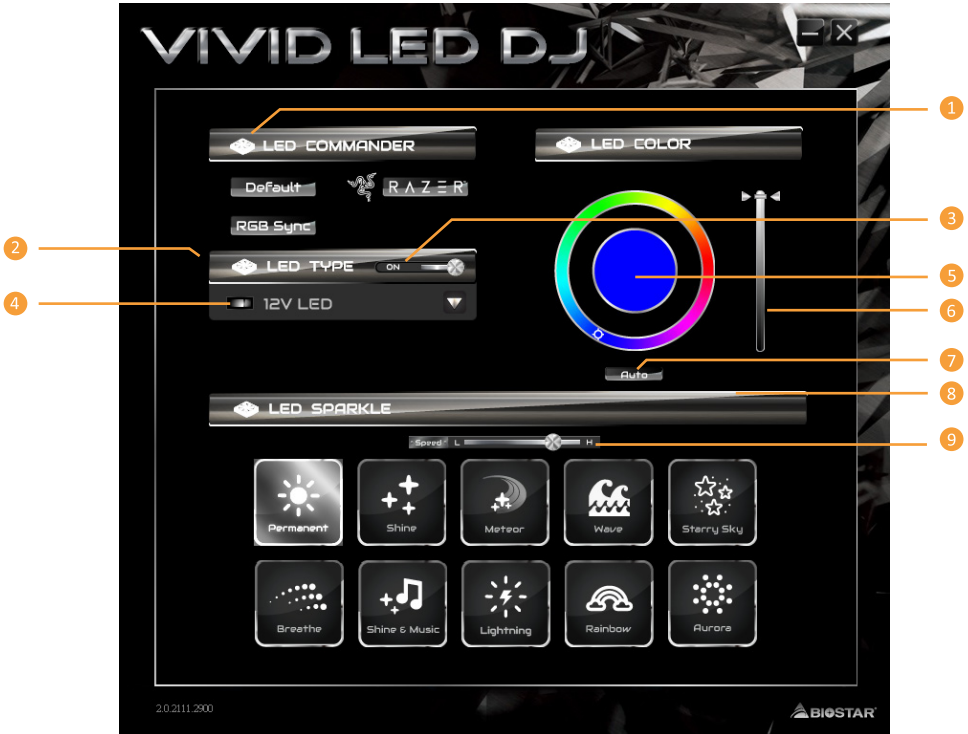 VIVID LED DJ
1
LED COMMANDER
LED COLOR
Default
RAZER
RGB Sync
3
2
LED TYPE
ON
5
4
12V LED
6
7
Auto
8
LED SPARKLE
9
Speed
L
H
Permanent
Shine
Meteor
Wave
Starry Sky
Breathe
Shine & Music
Lightning
Rainbow
Aurora
2.0.2111.2900
BIOSTAR